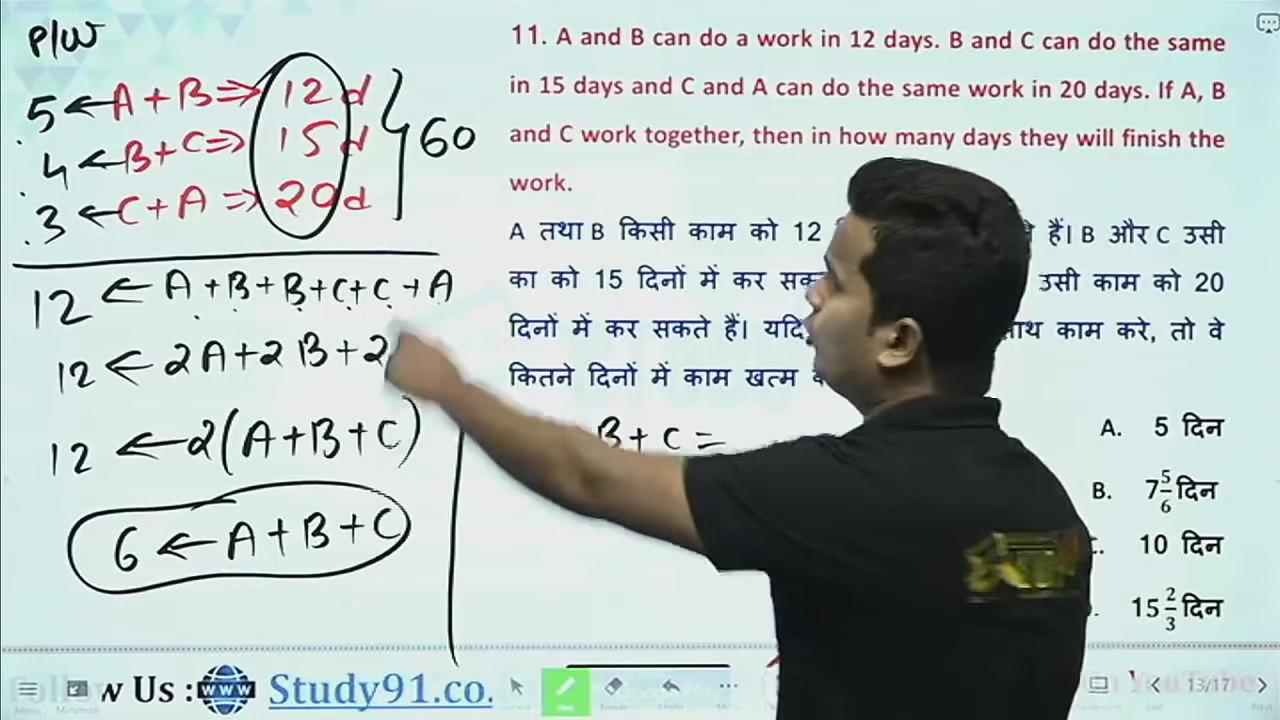 P/W
5 ← A + B ⇒ 12 d
4 ← B + C ⇒ 15 d
3 ← C + A ⇒ 20 d
60
12 ← A + B + B + C + C + A
12 ← 2A + 2B + 2
12 ← 2(A + B + C)
6 ← A + B + C
11. A and B can do a work in 12 days. B and C can do the same
in 15 days and C and A can do the same work in 20 days. If A, B
and C work together, then in how many days they will finish the
work.
A तथा B किसी काम को 12 हैं। B और C उसी
का को 15 दिनों में कर उसी काम को 20
दिनों में कर सकते हैं। काम करे, तो वे
कितने दिनों में काम खत्म
B + C =
A. 5 दिन
B. 7 5/6 दिन
10 दिन
15 2/3 दिन
w Us : www Study91.co.
YouTube
13/17